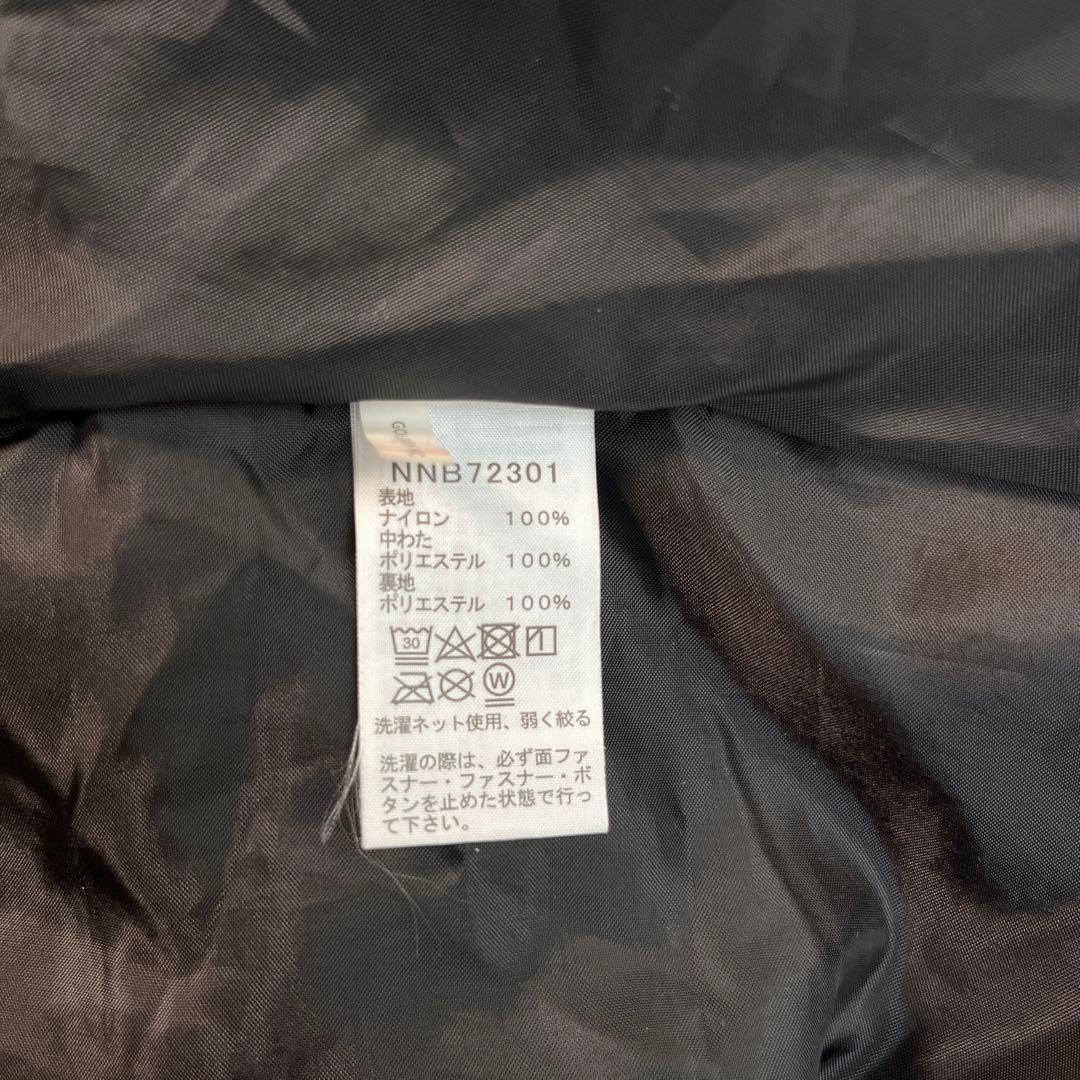 NNB72301
表地
ナイロン 100%
中わた
ポリエステル 100%
裏地
ポリエステル 100%
30
W
洗濯ネット使用、弱く絞る
洗濯の際は、必ず面ファ
スナー・ファスナー・ボ
タンを止めた状態で行っ
て下さい。